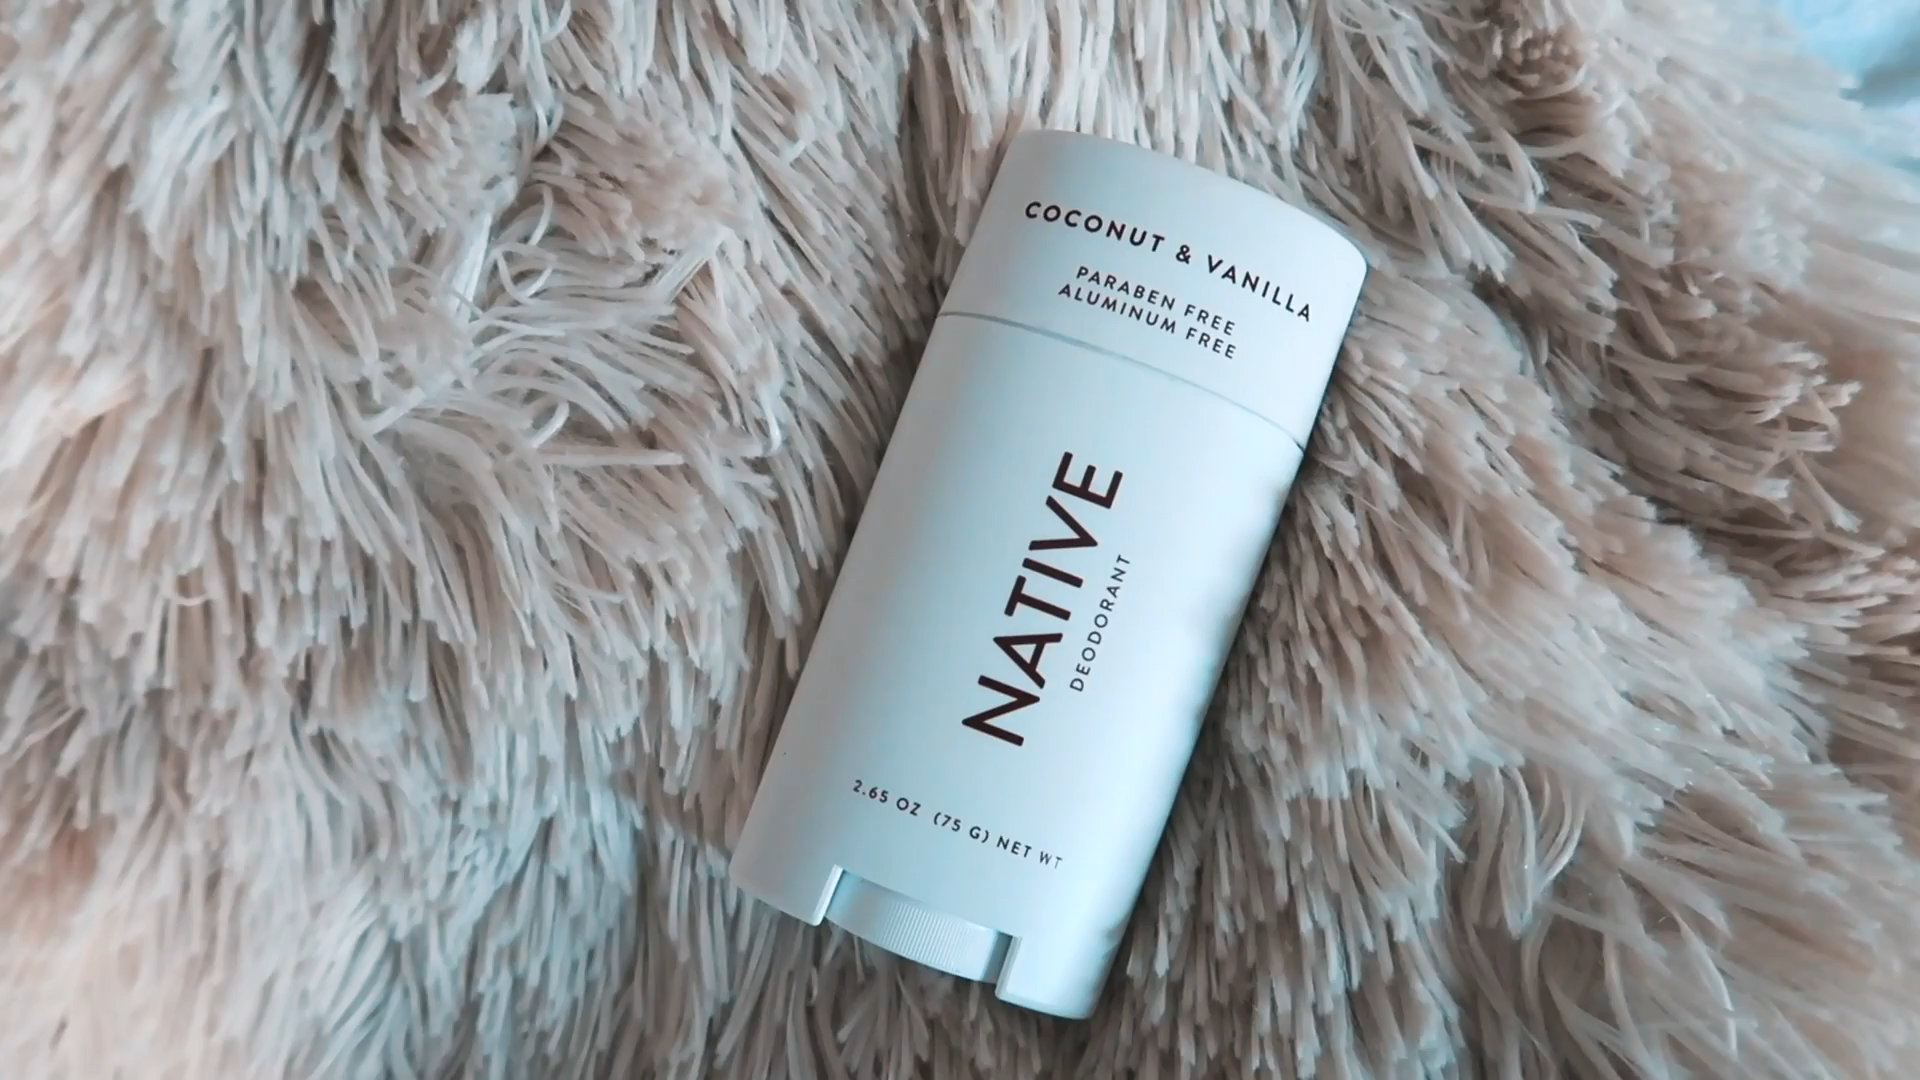 COCONUT & VANILLA
PARABEN FREE
ALUMINUM FREE
NATIVE
DEODORANT
2.65 OZ (75 G) NET WT